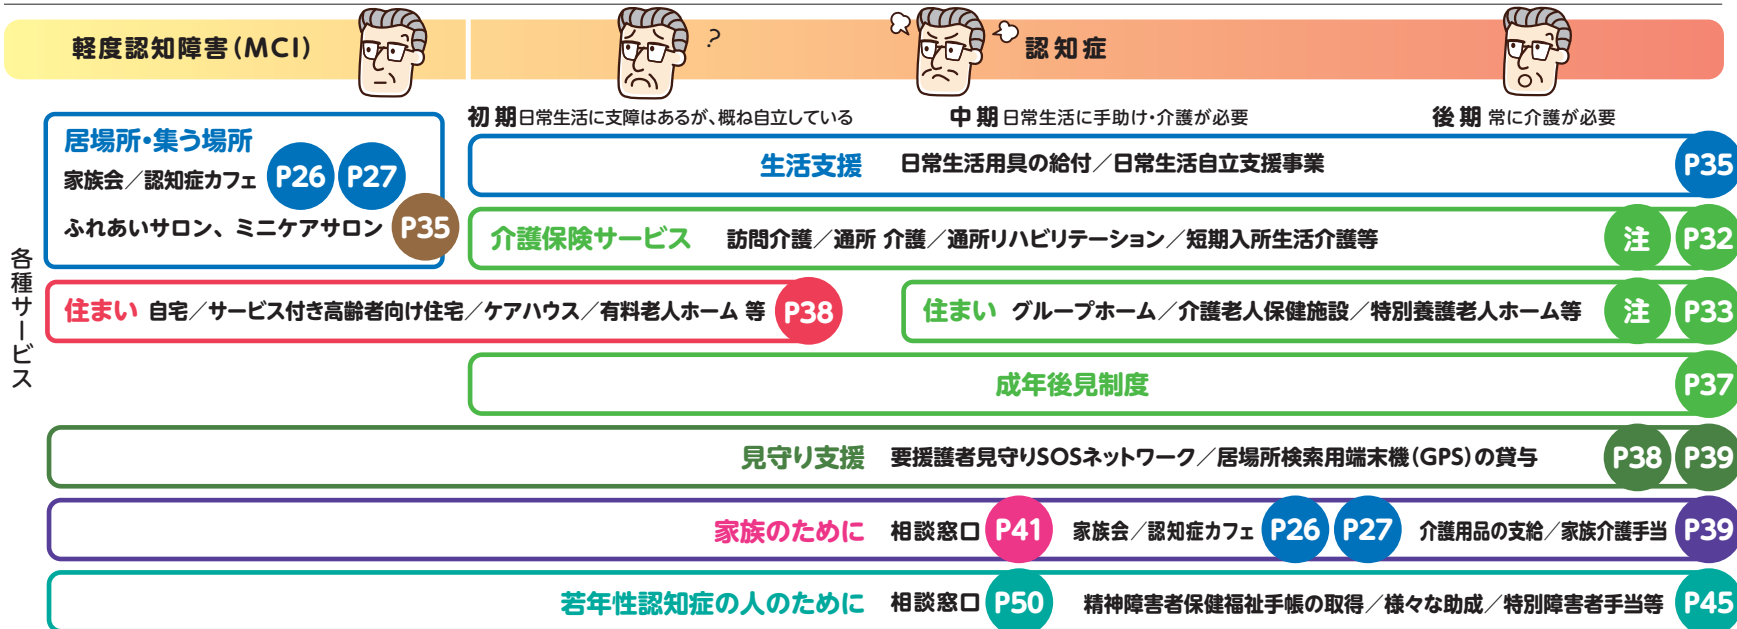 軽度認知障害(MCI)
?
認知症
初期 日常生活に支障はあるが、概ね自立している
中期 日常生活に手助け・介護が必要
後期 常に介護が必要
各種サービス
居場所・集う場所
家族会/認知症カフェ P26 P27
ふれあいサロン、ミニケアサロン P35
生活支援 日常生活用具の給付/日常生活自立支援事業 P35
介護保険サービス 訪問介護/通所 介護/通所リハビリテーション/短期入所生活介護等 注 P32
住まい 自宅/サービス付き高齢者向け住宅/ケアハウス/有料老人ホーム 等 P38
住まい グループホーム/介護老人保健施設/特別養護老人ホーム等 注 P33
成年後見制度 P37
見守り支援 要援護者見守りSOSネットワーク/居場所検索用端末機(GPS)の貸与 P38 P39
家族のために 相談窓口 P41 家族会/認知症カフェ P26 P27 介護用品の支給/家族介護手当 P39
若年性認知症の人のために 相談窓口 P50 精神障害者保健福祉手帳の取得/様々な助成/特別障害者手当等 P45